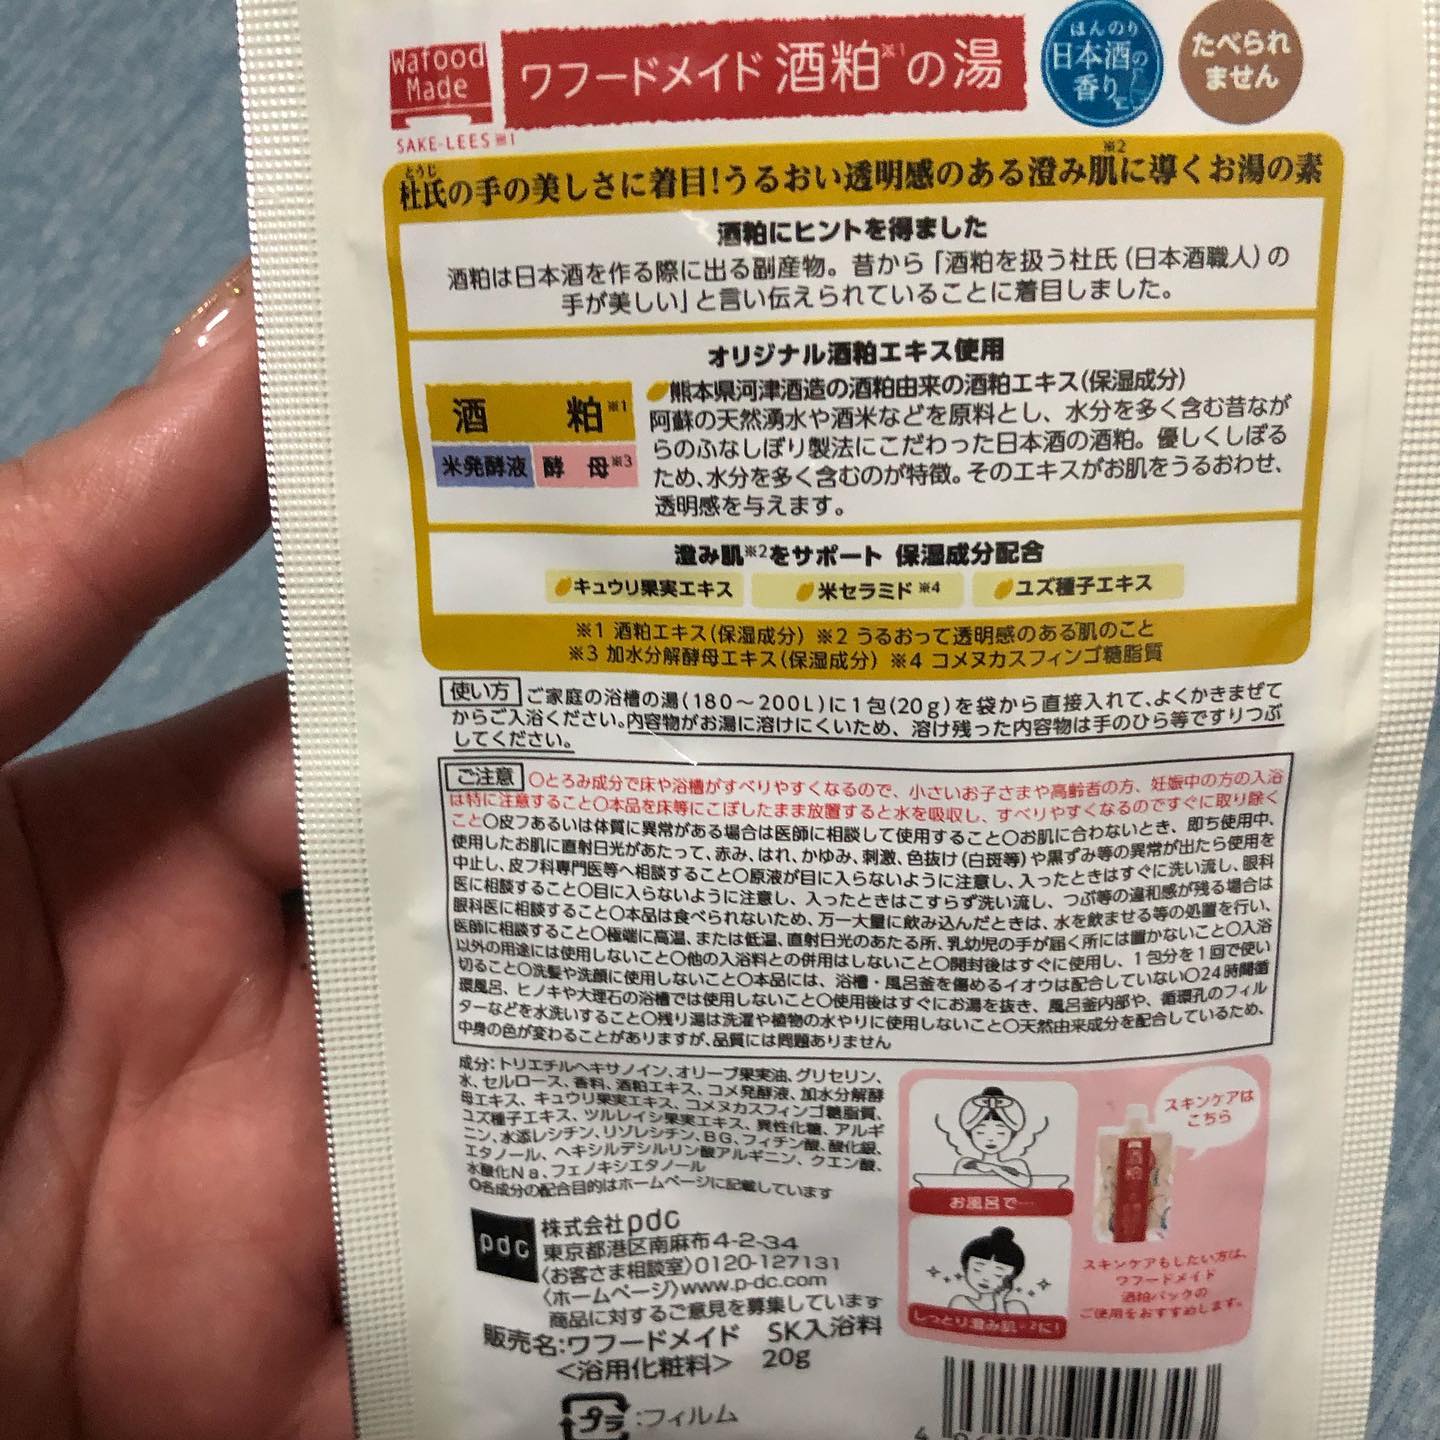 Wafood
Made
SAKE-LEES※1
ワフードメイド 酒粕※1の湯
ほんのり
日本酒の
香り
たべられ
ません
杜氏の手の美しさに着目!うるおい透明感のある澄み肌※2に導くお湯の素
とうじ
酒粕にヒントを得ました
酒粕は日本酒を作る際に出る副産物。昔から「酒粕を扱う杜氏(日本酒職人)の
手が美しい」と言い伝えられていることに着目しました。
オリジナル酒粕エキス使用
酒 粕※1
米発酵液 酵 母※3
熊本県河津酒造の酒粕由来の酒粕エキス(保湿成分)
阿蘇の天然湧水や酒米などを原料とし、水分を多く含む昔なが
らのふなしぼり製法にこだわった日本酒の酒粕。優しくしぼる
ため、水分を多く含むのが特徴。そのエキスがお肌をうるおわせ、
透明感を与えます。
澄み肌※2をサポート 保湿成分配合
キュウリ果実エキス 米セラミド※4 ユズ種子エキス
※1 酒粕エキス(保湿成分) ※2 うるおって透明感のある肌のこと
※3 加水分解酵母エキス(保湿成分) ※4 コメヌカスフィンゴ糖脂質
使い方 ご家庭の浴槽の湯(180~200L)に1包(20g)を袋から直接入れて、よくかきまぜて
からご入浴ください。内容物がお湯に溶けにくいため、溶け残った内容物は手のひら等ですりつぶ
してください。
ご注意 ○とろみ成分で床や浴槽がすべりやすくなるので、小さいお子さまや高齢者の方、妊娠中の方の入浴
は特に注意すること○本品を床等にこぼしたまま放置すると水を吸収し、すべりやすくなるのですぐに取り除く
こと○皮フあるいは体質に異常がある場合は医師に相談して使用すること○お肌に合わないとき、即ち使用中、
使用したお肌に直射日光があたって、赤み、はれ、かゆみ、刺激、色抜け(白斑等)や黒ずみ等の異常が出たら使用を
中止し、皮フ科専門医等へ相談すること○原液が目に入らないように注意し、入ったときはすぐに洗い流し、眼科
医に相談すること○目に入らないように注意し、入ったときはこすらず洗い流し、つぶ等の違和感が残る場合は
眼科医に相談すること○本品は食べられないため、万一大量に飲み込んだときは、水を飲ませる等の処置を行い、
医師に相談すること○極端に高温、または低温、直射日光のあたる所、乳幼児の手が届く所には置かないこと○入浴
以外の用途には使用しないこと○他の入浴料との併用はしないこと○開封後はすぐに使用し、1包分を1回で使い
切ること○洗髪や洗顔に使用しないこと○本品には、浴槽・風呂釜を傷めるイオウは配合していない○24時間循
環風呂、ヒノキや大理石の浴槽では使用しないこと○使用後はすぐにお湯を抜き、風呂釜内部や、循環孔のフィル
ターなどを水洗いすること○残り湯は洗濯や植物の水やりに使用しないこと○天然由来成分を配合しているため、
中身の色が変わることがありますが、品質には問題ありません
成分:トリエチルヘキサノイン、オリーブ果実油、グリセリン、
水、セルロース、香料、酒粕エキス、コメ発酵液、加水分解酵
母エキス、キュウリ果実エキス、コメヌカスフィンゴ糖脂質、
ユズ種子エキス、ツルレイシ果実エキス、異性化糖、アルギ
ニン、水添レシチン、リゾレシチン、BG、フィチン酸、酸化銀、
エタノール、ヘキシルデシルリン酸アルギニン、クエン酸、
水酸化Na、フェノキシエタノール
○各成分の配合目的はホームページに記載しています
pdc
株式会社pdc
東京都港区南麻布4-2-34
〈お客さま相談室〉0120-127131
〈ホームページ〉www.p-dc.com
商品に対するご意見を募集しています
販売名:ワフードメイド SK入浴料
<浴用化粧料> 20g
プラ:フィルム
お風呂で…
しっとり澄み肌※2に!
スキンケアは
こちら
酒粕
スキンケアもしたい方は、
ワフードメイド
酒粕パックの
ご使用をおすすめします。